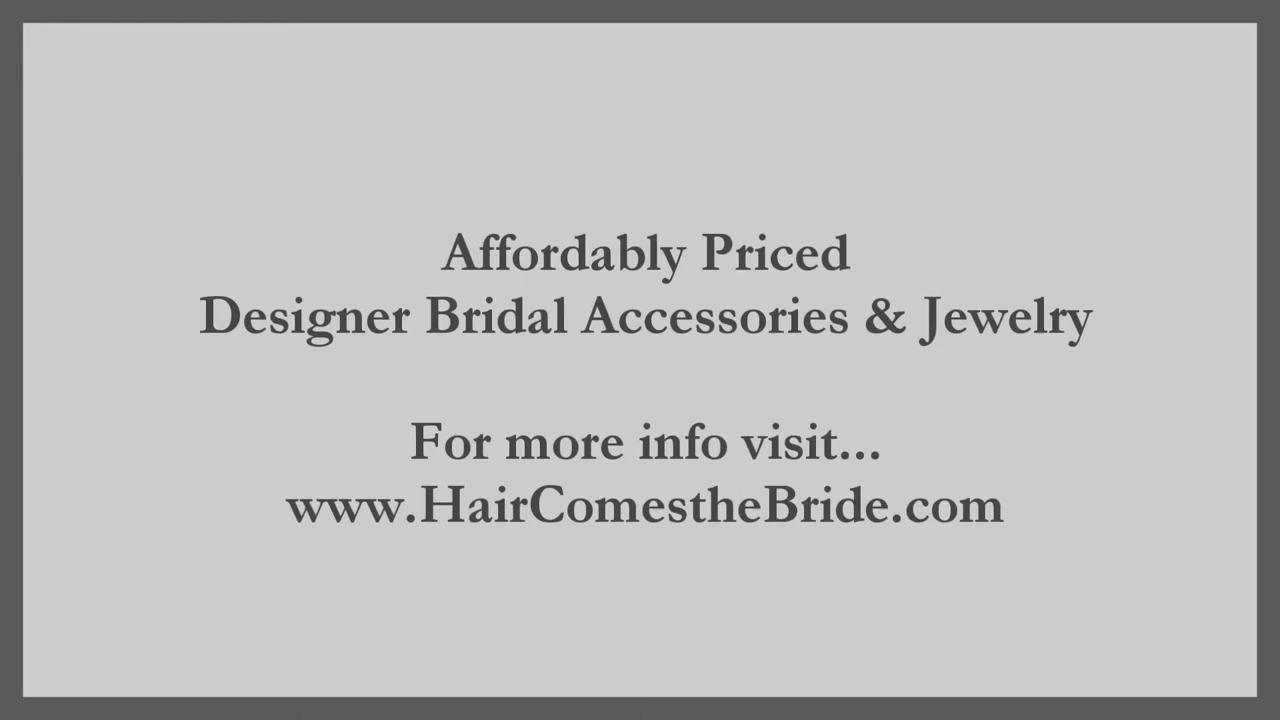 Affordably Priced
Designer Bridal Accessories & Jewelry
For more info visit...
www.HairComestheBride.com